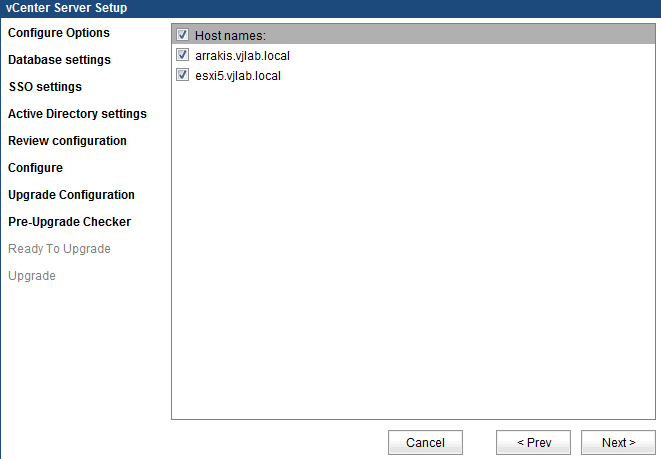 vCenter Server Setup
Configure Options
Database settings
SSO settings
Active Directory settings
Review configuration
Configure
Upgrade Configuration
Pre-Upgrade Checker
Ready To Upgrade
Upgrade
Host names:
arrakis.vjlab.local
esxi5.vjlab.local
Cancel
< Prev
Next >